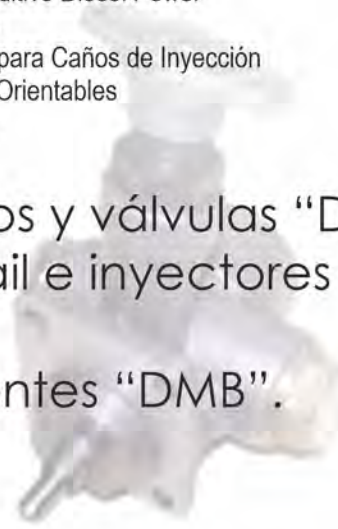 para Caños de Inyección
Orientables
os y válvulas “D
ail e inyectores
ntes “DMB”.